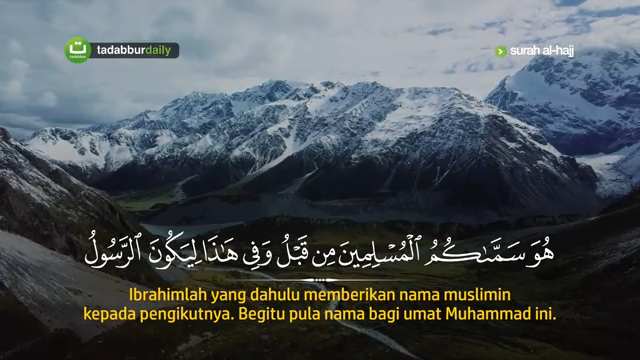 ت
Tadabbur
tadabburdaily
surah al-hajj
هُوَ سَمَّىٰكُمُ ٱلْمُسْلِمِينَ مِن قَبْلُ وَفِى هَٰذَا لِيَكُونَ ٱلرَّسُولُ
Ibrahimlah yang dahulu memberikan nama muslimin
kepada pengikutnya. Begitu pula nama bagi umat Muhammad ini.